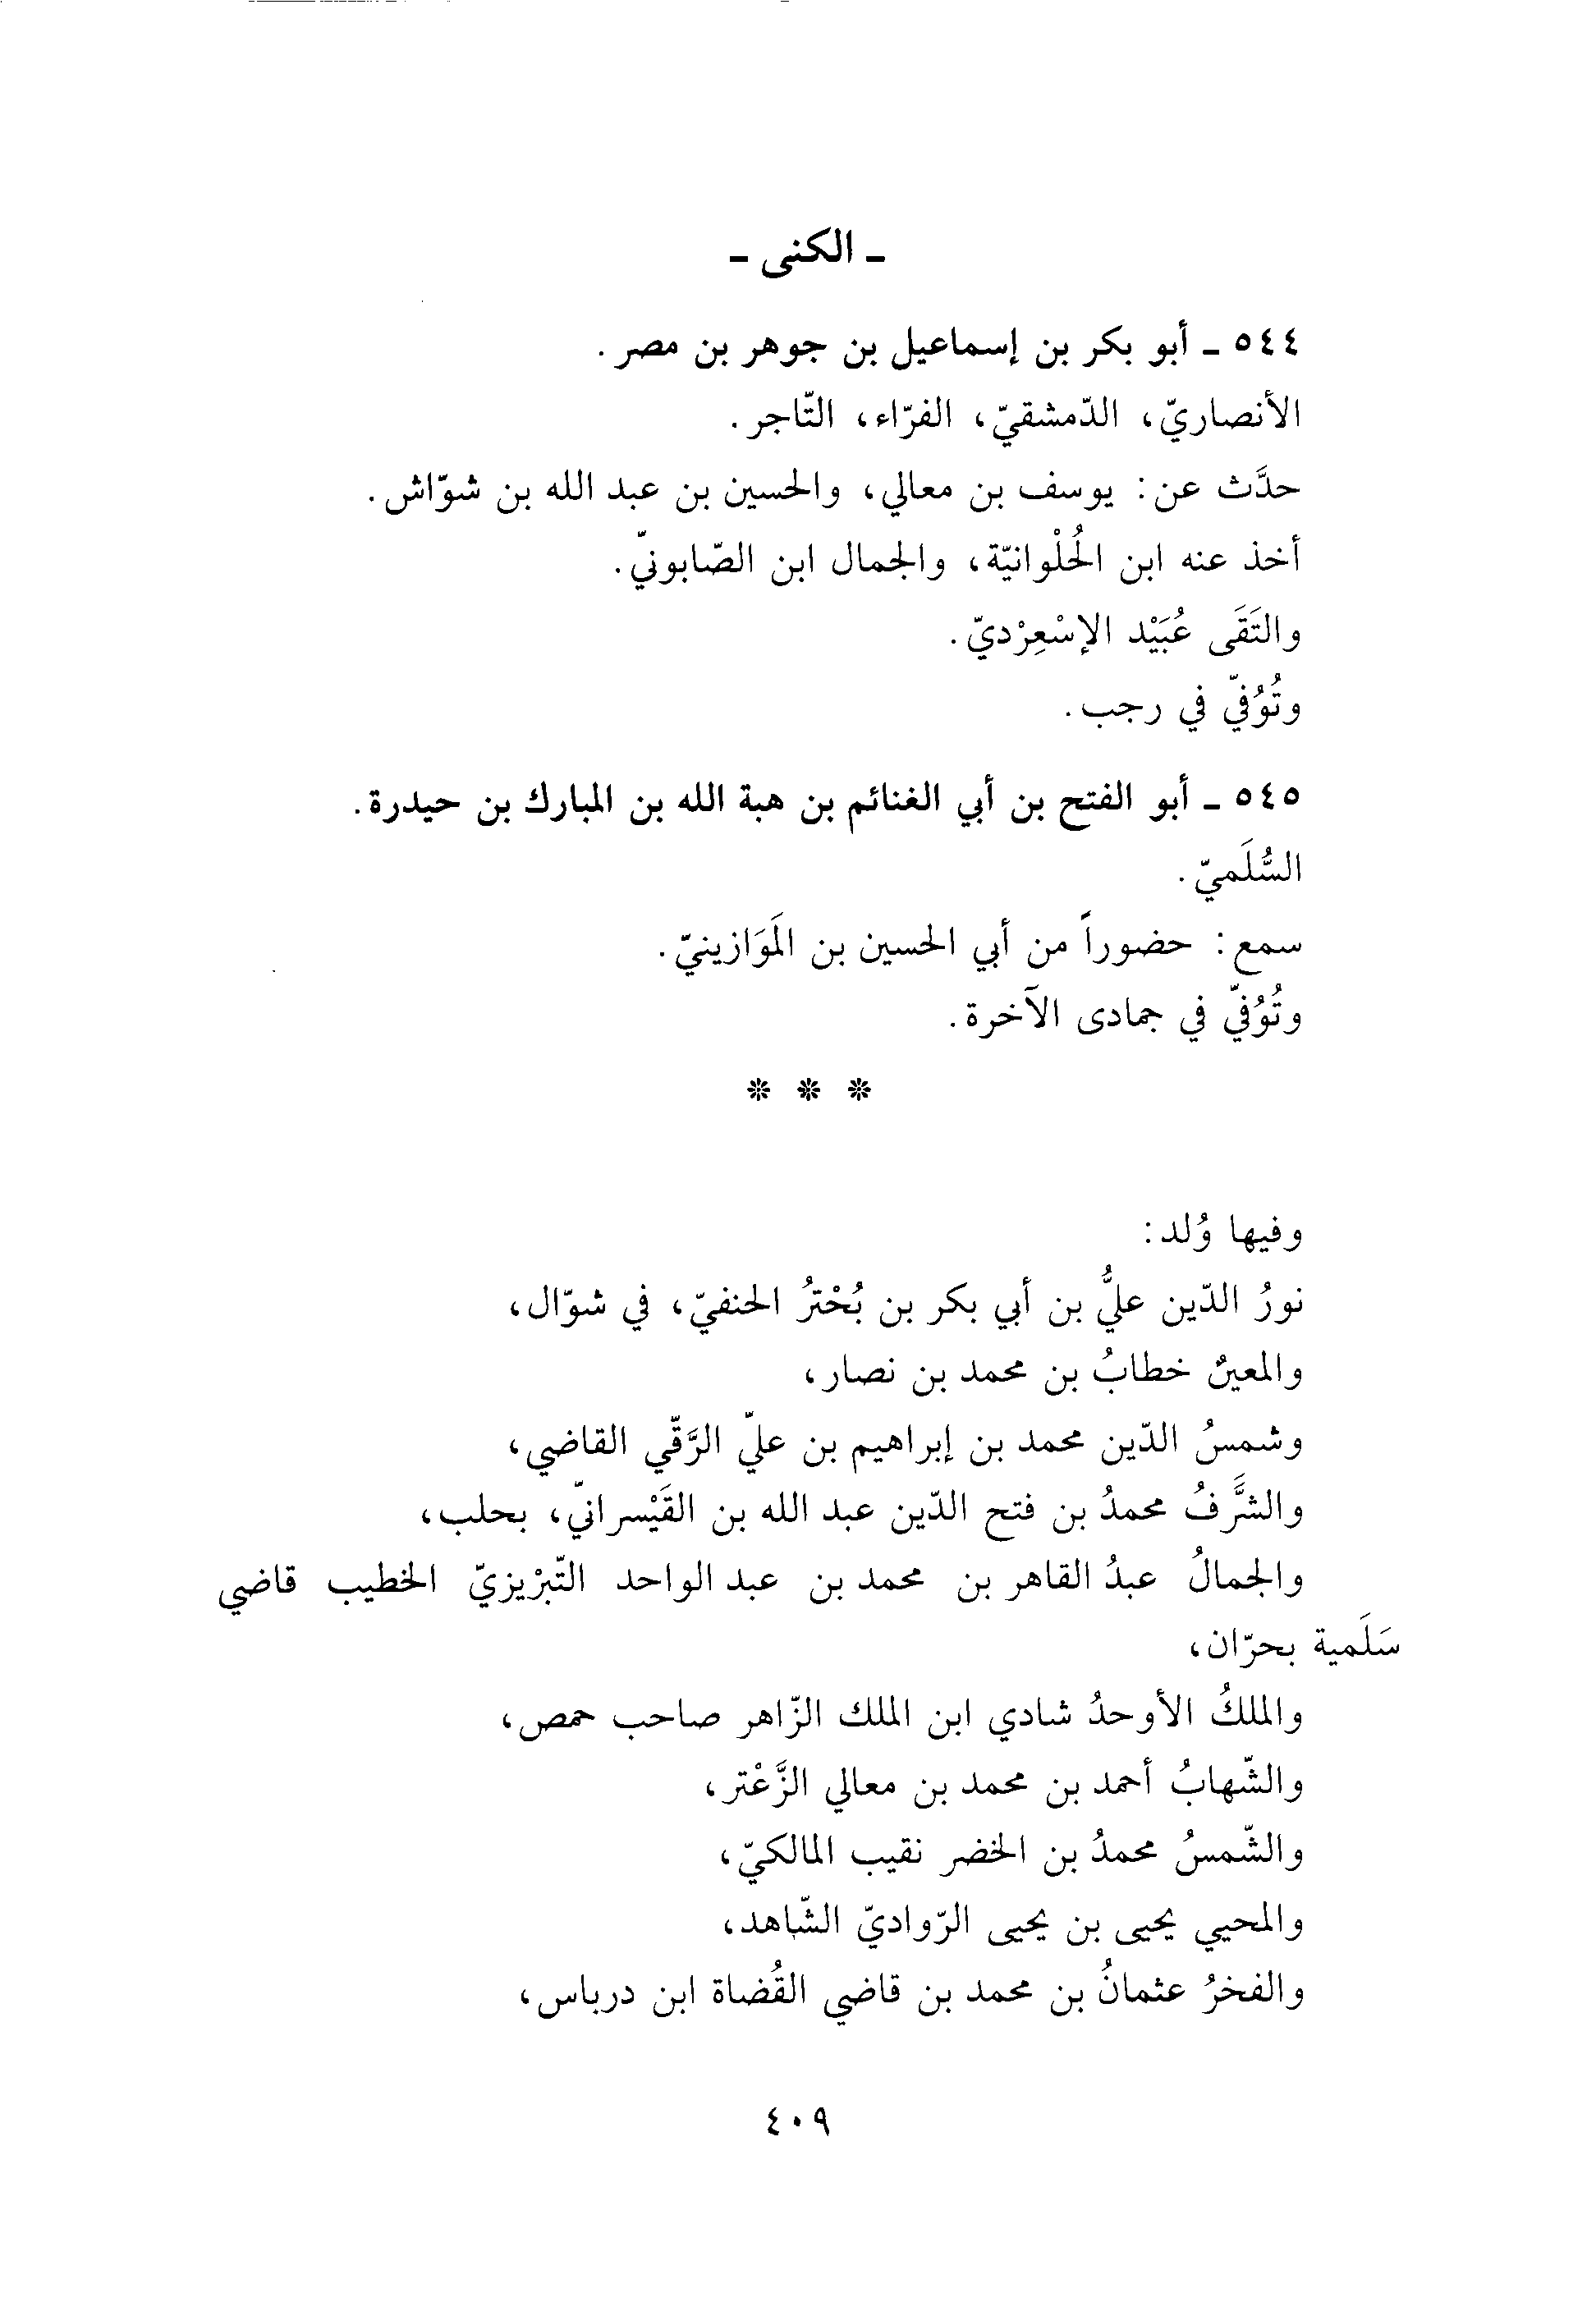 ـ الكنى ـ
٥٤٤ ـ أبو بكر بن إسماعيل بن جوهر بن مصر.
الأنصاريّ، الدّمشقيّ، الفرّاء، التّاجر.
حدَّث عن: يوسف بن معالي، والحسين بن عبد الله بن شوّاش.
أخذ عنه ابن الحُلْوانيّة، والجمال ابن الصّابونيّ.
والتَقَى عُبَيْد الإسْعِرْديّ.
وتُوُفيّ في رجب.
٥٤٥ ـ أبو الفتح بن أبي الغنائم بن هبة الله بن المبارك بن حيدرة.
السُّلَميّ.
سمع: حضوراً من أبي الحسين بن المَوَازينيّ.
وتُوُفيّ في جمادى الآخرة.
* * *
وفيها وُلد:
نورُ الدّين عليُّ بن أبي بكر بن بُحْترُ الحنفيّ، في شوّال،
والمعينُ خطابُ بن محمد بن نصار،
وشمسُ الدّين محمد بن إبراهيم بن عليّ الرَّقّي القاضي،
والشَّرَفُ محمدُ بن فتح الدّين عبد الله بن القَيْسرانيّ، بحلب،
والجمالُ عبدُ القاهر بن محمد بن عبد الواحد التّبْريزيّ الخطيب قاضي
سَلَمية بحرّان،
والملكُ الأوحدُ شادي ابن الملك الزّاهر صاحب حمص،
والشّهابُ أحمد بن محمد بن معالي الزَّعْتر،
والشّمسُ محمدُ بن الخضر نقيب المالكيّ،
والمحيي يحيى بن يحيى الرّواديّ الشّاهد،
والفخرُ عثمانُ بن محمد بن قاضي القُضاة ابن درباس،
٤٠٩